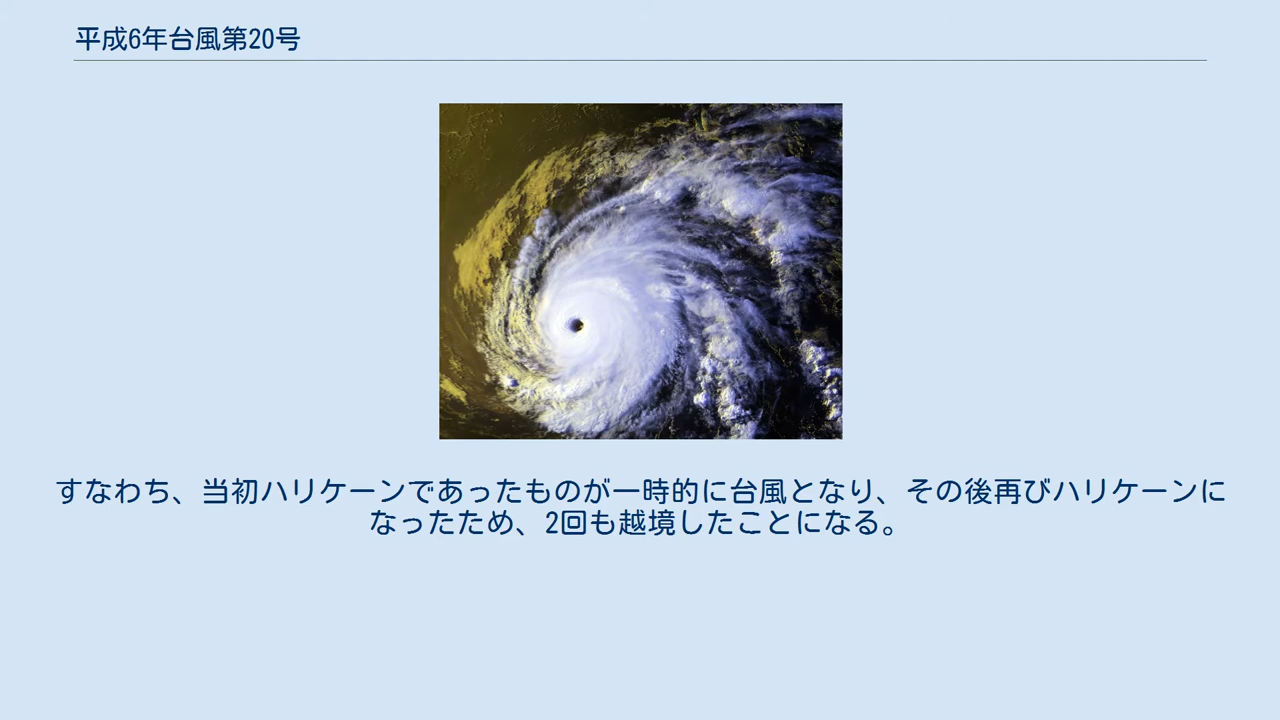 平成6年台風第20号
すなわち、当初ハリケーンであったものが一時的に台風となり、その後再びハリケーンに
なったため、2回も越境したことになる。